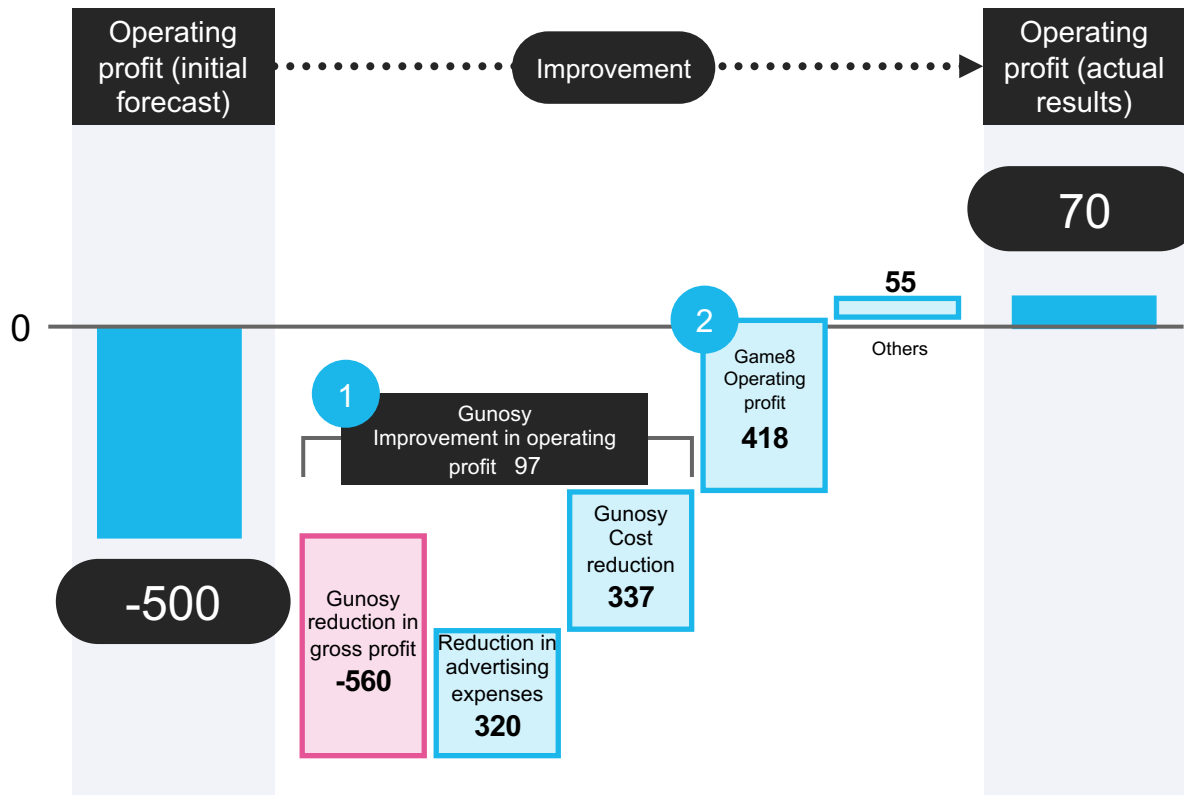 Operating
profit (initial
forecast)
Improvement
Operating
profit (actual
results)
70
55
0
2
Others
Game8
Operating
profit
418
1
Gunosy
Improvement in operating
profit 97
Gunosy
Cost
reduction
337
-500
Gunosy
reduction in
gross profit
-560
Reduction in
advertising
expenses
320